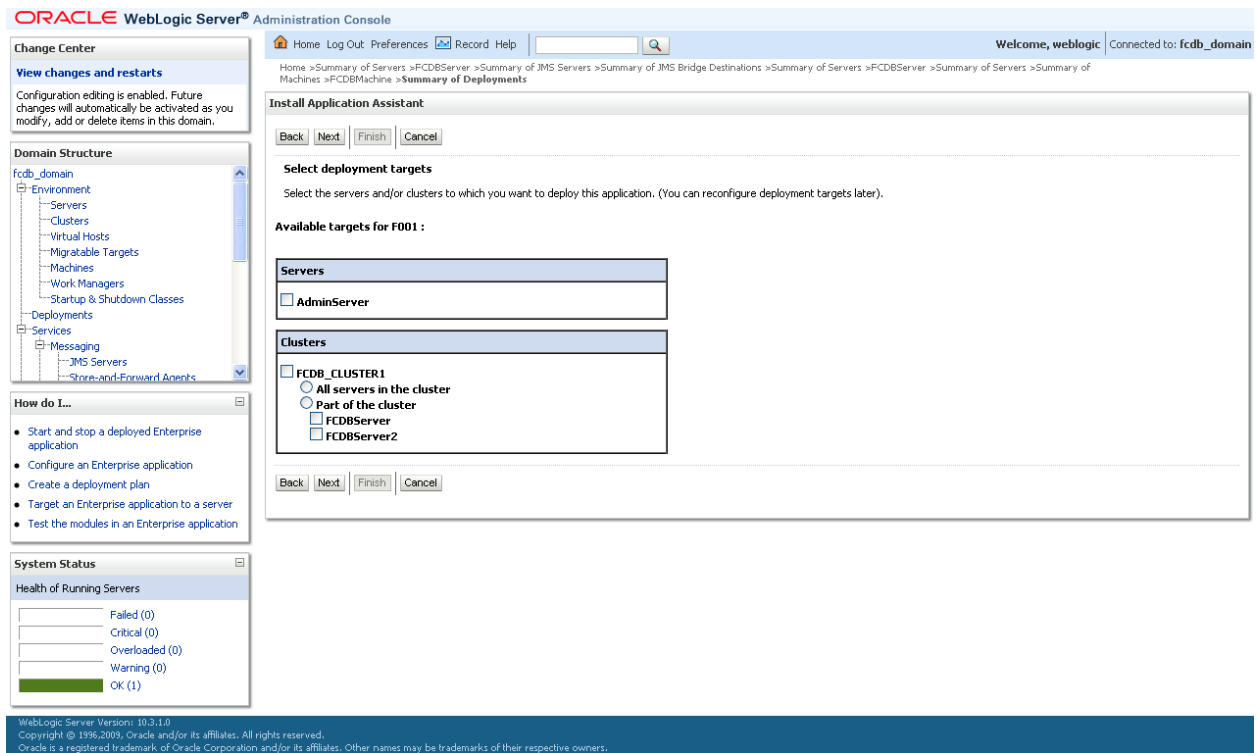 ORACLE WebLogic Server® Administration Console
Change Center
View changes and restarts
Configuration editing is enabled. Future
changes will automatically be activated as you
modify, add or delete items in this domain.
Domain Structure
fcdb_domain
Environment
Servers
Clusters
Virtual Hosts
Migratable Targets
Machines
Work Managers
Startup & Shutdown Classes
Deployments
Services
Messaging
JMS Servers
Store-and-Forward Agents
How do I...
Start and stop a deployed Enterprise
application
Configure an Enterprise application
Create a deployment plan
Target an Enterprise application to a server
Test the modules in an Enterprise application
System Status
Health of Running Servers
Failed (0)
Critical (0)
Overloaded (0)
Warning (0)
OK (1)
Home Log Out Preferences Record Help
Welcome, weblogic Connected to: fcdb_domain
Home >Summary of Servers >FCDBServer >Summary of JMS Servers >Summary of JMS Bridge Destinations >Summary of Servers >FCDBServer >Summary of Servers >Summary of
Machines >FCDBMachine >Summary of Deployments
Install Application Assistant
Back Next Finish Cancel
Select deployment targets
Select the servers and/or clusters to which you want to deploy this application. (You can reconfigure deployment targets later).
Available targets for F001 :
Servers
AdminServer
Clusters
FCDB_CLUSTER1
All servers in the cluster
Part of the cluster
FCDBServer
FCDBServer2
Back Next Finish Cancel
WebLogic Server Version: 10.3.1.0
Copyright © 1996,2009, Oracle and/or its affiliates. All rights reserved.
Oracle is a registered trademark of Oracle Corporation and/or its affiliates. Other names may be trademarks of their respective owners.